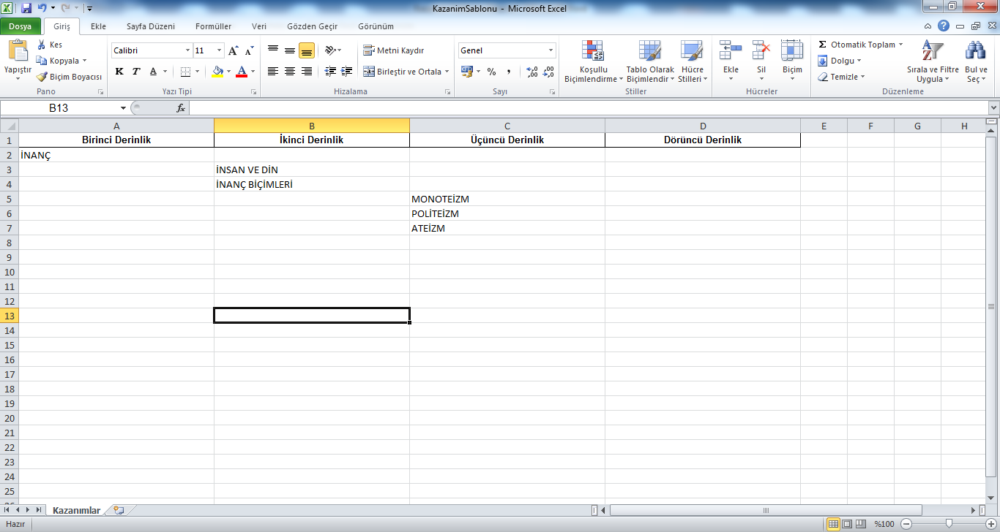 KazanimSablonu - Microsoft Excel
Dosya Giriş Ekle Sayfa Düzeni Formüller Veri Gözden Geçir Görünüm
Yapıştır
Kes
Kopyala
Biçim Boyacısı
Pano
Calibri 11
K T A
Yazı Tipi
Metni Kaydır
Birleştir ve Ortala
Hizalama
Genel
%
Sayı
Koşullu Biçimlendirme
Tablo Olarak Biçimlendir
Hücre Stilleri
Stiller
Ekle Sil Biçim
Hücreler
Σ Otomatik Toplam
Dolgu
Temizle
Sırala ve Filtre Uygula
Bul ve Seç
Düzenleme
B13 fx
A B C D E F G H
1 Birinci Derinlik İkinci Derinlik Üçüncü Derinlik Dörüncü Derinlik
2 İNANÇ
3 İNSAN VE DİN
4 İNANÇ BİÇİMLERİ
5 MONOTEİZM
6 POLİTEİZM
7 ATEİZM
8
9
10
11
12
13
14
15
16
17
18
19
20
21
22
23
24
25
Kazanımlar
Hazır %100